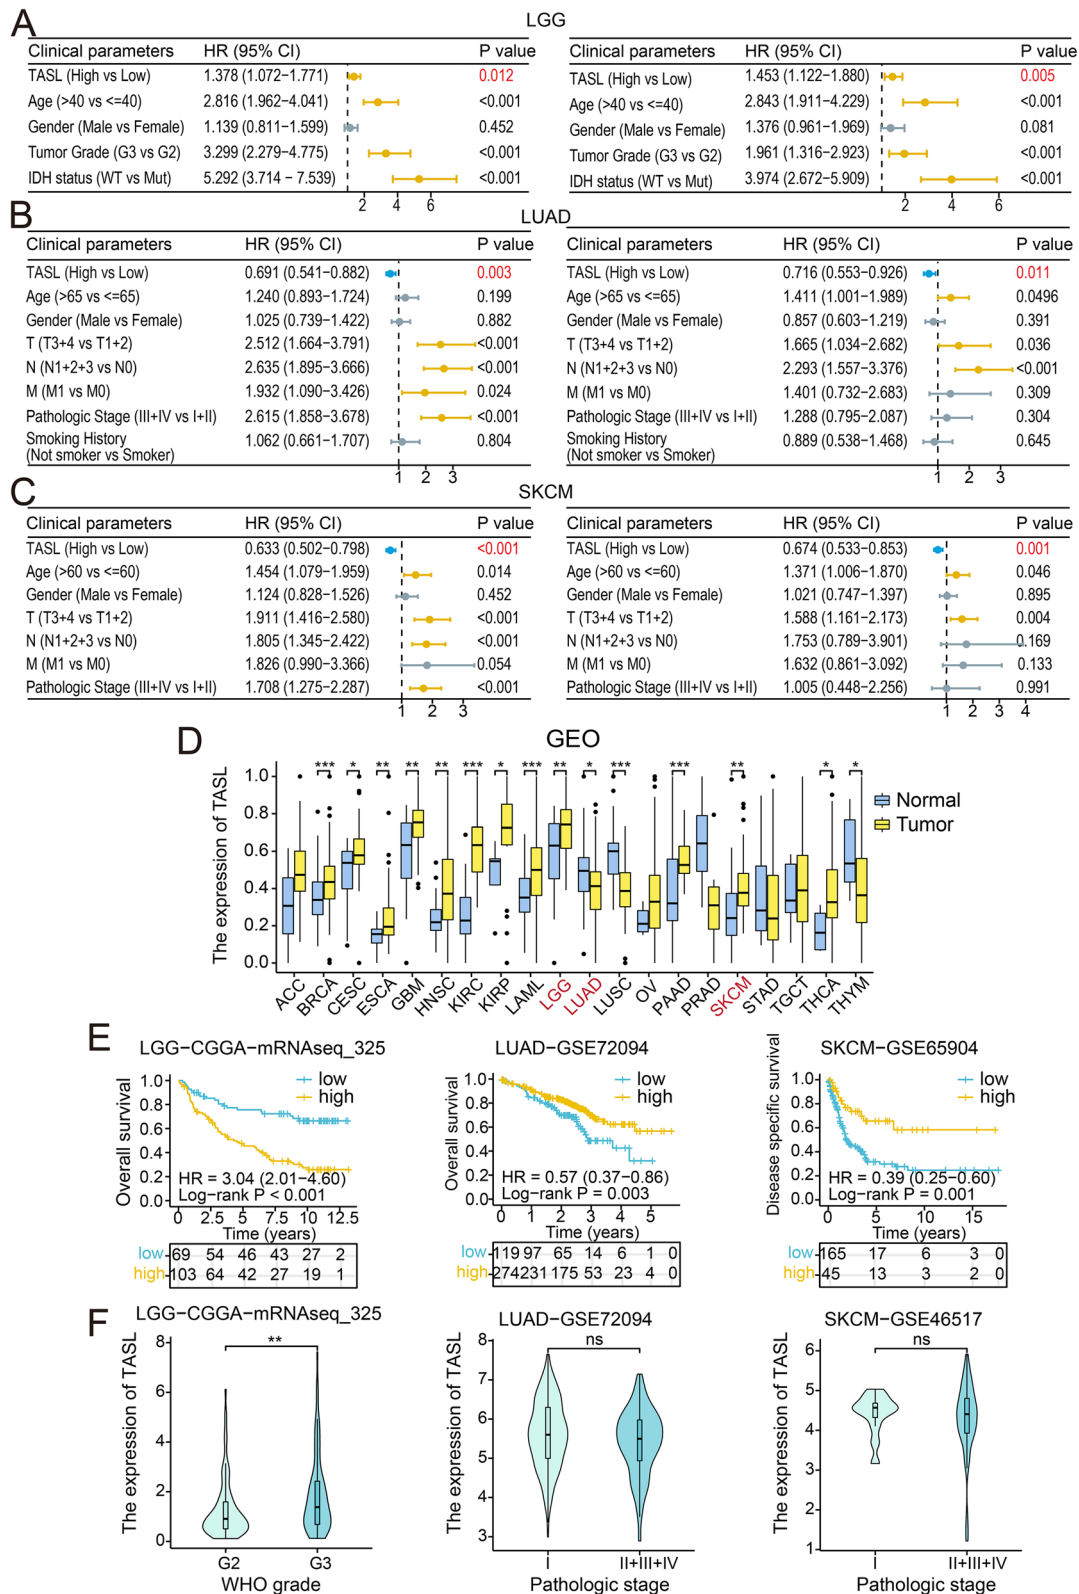 A
LGG
Clinical parameters HR (95% CI) P value
TASL (High vs Low) 1.378 (1.072−1.771) 0.012
Age (>40 vs <=40) 2.816 (1.962−4.041) <0.001
Gender (Male vs Female) 1.139 (0.811−1.599) 0.452
Tumor Grade (G3 vs G2) 3.299 (2.279−4.775) <0.001
IDH status (WT vs Mut) 5.292 (3.714 − 7.539) <0.001
2 4 6
Clinical parameters HR (95% CI) P value
TASL (High vs Low) 1.453 (1.122−1.880) 0.005
Age (>40 vs <=40) 2.843 (1.911−4.229) <0.001
Gender (Male vs Female) 1.376 (0.961−1.969) 0.081
Tumor Grade (G3 vs G2) 1.961 (1.316−2.923) <0.001
IDH status (WT vs Mut) 3.974 (2.672−5.909) <0.001
2 4 6
B
LUAD
Clinical parameters HR (95% CI) P value
TASL (High vs Low) 0.691 (0.541−0.882) 0.003
Age (>65 vs <=65) 1.240 (0.893−1.724) 0.199
Gender (Male vs Female) 1.025 (0.739−1.422) 0.882
T (T3+4 vs T1+2) 2.512 (1.664−3.791) <0.001
N (N1+2+3 vs N0) 2.635 (1.895−3.666) <0.001
M (M1 vs M0) 1.932 (1.090−3.426) 0.024
Pathologic Stage (III+IV vs I+II) 2.615 (1.858−3.678) <0.001
Smoking History 1.062 (0.661−1.707) 0.804
(Not smoker vs Smoker)
1 2 3
Clinical parameters HR (95% CI) P value
TASL (High vs Low) 0.716 (0.553−0.926) 0.011
Age (>65 vs <=65) 1.411 (1.001−1.989) 0.0496
Gender (Male vs Female) 0.857 (0.603−1.219) 0.391
T (T3+4 vs T1+2) 1.665 (1.034−2.682) 0.036
N (N1+2+3 vs N0) 2.293 (1.557−3.376) <0.001
M (M1 vs M0) 1.401 (0.732−2.683) 0.309
Pathologic Stage (III+IV vs I+II) 1.288 (0.795−2.087) 0.304
Smoking History 0.889 (0.538−1.468) 0.645
(Not smoker vs Smoker)
1 2 3
C
SKCM
Clinical parameters HR (95% CI) P value
TASL (High vs Low) 0.633 (0.502−0.798) <0.001
Age (>60 vs <=60) 1.454 (1.079−1.959) 0.014
Gender (Male vs Female) 1.124 (0.828−1.526) 0.452
T (T3+4 vs T1+2) 1.911 (1.416−2.580) <0.001
N (N1+2+3 vs N0) 1.805 (1.345−2.422) <0.001
M (M1 vs M0) 1.826 (0.990−3.366) 0.054
Pathologic Stage (III+IV vs I+II) 1.708 (1.275−2.287) <0.001
1 2 3
Clinical parameters HR (95% CI) P value
TASL (High vs Low) 0.674 (0.533−0.853) 0.001
Age (>60 vs <=60) 1.371 (1.006−1.870) 0.046
Gender (Male vs Female) 1.021 (0.747−1.397) 0.895
T (T3+4 vs T1+2) 1.588 (1.161−2.173) 0.004
N (N1+2+3 vs N0) 1.753 (0.789−3.901) 0.169
M (M1 vs M0) 1.632 (0.861−3.092) 0.133
Pathologic Stage (III+IV vs I+II) 1.005 (0.448−2.256) 0.991
1 2 3 4
D
GEO
The expression of TASL
1.0
0.8
0.6
0.4
0.2
0.0
*** * ** ** ** *** * *** ** * *** *** ** * *
Normal
Tumor
ACC BRCA CESC ESCA GBM HNSC KIRC KIRP LAML LGG LUAD LUSC OV PAAD PRAD SKCM STAD TGCT THCA THYM
E
LGG−CGGA−mRNAseq_325
low
high
Overall survival
1.0
0.8
0.6
0.4
0.2
0.0
HR = 3.04 (2.01−4.60)
Log−rank P < 0.001
0 2.5 5 7.5 10 12.5
Time (years)
low 69 54 46 43 27 2
high 103 64 42 27 19 1
LUAD−GSE72094
low
high
Overall survival
1.0
0.8
0.6
0.4
0.2
0.0
HR = 0.57 (0.37−0.86)
Log−rank P = 0.003
0 1 2 3 4 5
Time (years)
low 119 97 65 14 6 1 0
high 274 231 175 53 23 4 0
SKCM−GSE65904
low
high
Disease specific survival
1.0
0.8
0.6
0.4
0.2
0.0
HR = 0.39 (0.25−0.60)
Log−rank P = 0.001
0 5 10 15
Time (years)
low 165 17 6 3 0
high 45 13 3 2 0
F
LGG−CGGA−mRNAseq_325
**
The expression of TASL
8
6
4
2
0
G2 G3
WHO grade
LUAD−GSE72094
ns
The expression of TASL
8
7
6
5
4
3
I II+III+IV
Pathologic stage
SKCM−GSE46517
ns
The expression of TASL
6
5
4
3
2
1
I II+III+IV
Pathologic stage